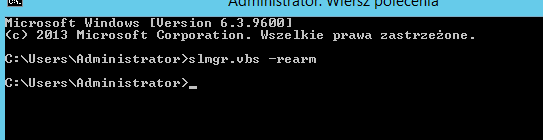 Administrator: Wiersz polecenia
Microsoft Windows [Version 6.3.9600]
(c) 2013 Microsoft Corporation. Wszelkie prawa zastrzeżone.
C:\Users\Administrator>slmgr.vbs -rearm
C:\Users\Administrator>_